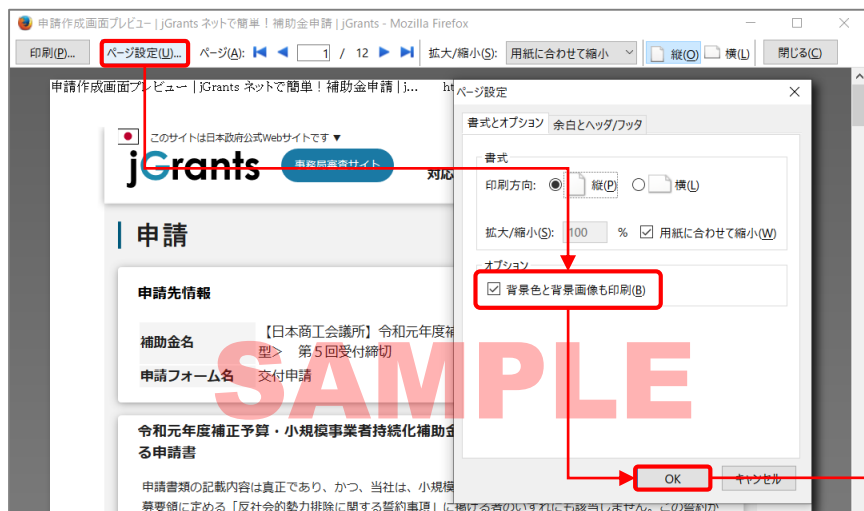 申請作成画面プレビュー | jGrants ネットで簡単！補助金申請 | jGrants - Mozilla Firefox
印刷(P)... ページ設定(U)... ページ(A): 1 / 12 拡大/縮小(S): 用紙に合わせて縮小 縦(O) 横(L) 閉じる(C)
申請作成画面プレビュー | jGrants ネットで簡単！補助金申請 | j...
このサイトは日本政府公式Webサイトです ▼
jGrants 事務局審査サイト 対応
申請
申請先情報
補助金名 【日本商工会議所】令和元年度補
型＞ 第５回受付締切
申請フォーム名 交付申請
令和元年度補正予算・小規模事業者持続化補助金
る申請書
申請書類の記載内容は真正であり、かつ、当社は、小規模
募要領に定める「反社会的勢力排除に関する誓約事項」に掲げる者のいずれにも該当しません。この誓約が
ページ設定
書式とオプション 余白とヘッダ/フッタ
書式
印刷方向: 縦(P) 横(L)
拡大/縮小(S): 100 % 用紙に合わせて縮小(W)
オプション
背景色と背景画像も印刷(B)
OK キャンセル
SAMPLE